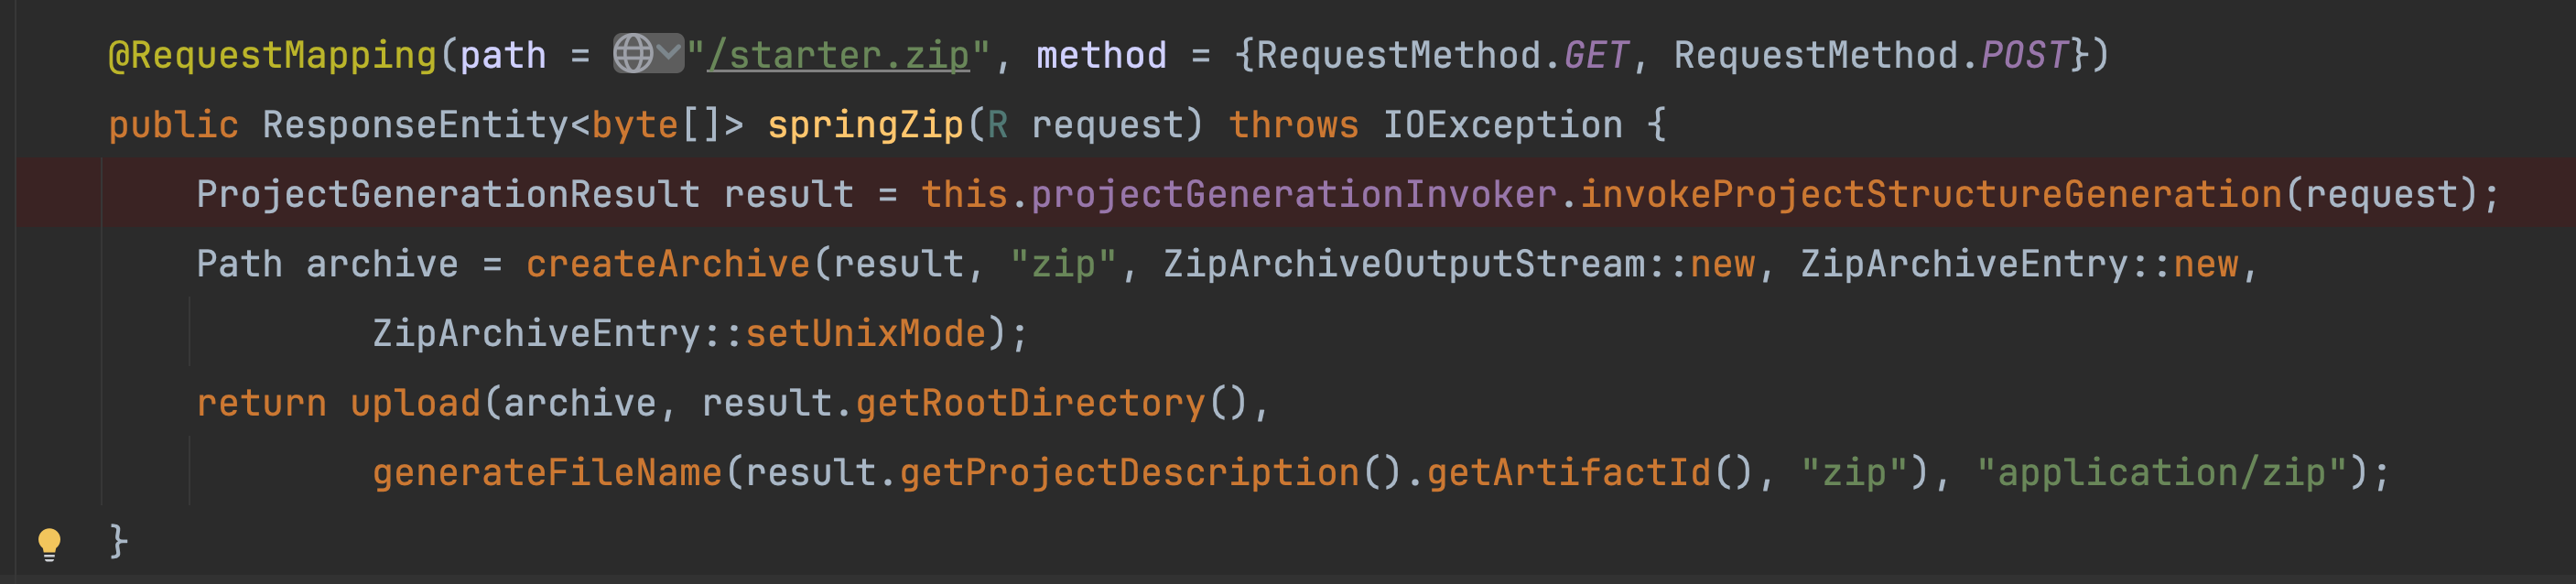 @RequestMapping(path = "/starter.zip", method = {RequestMethod.GET, RequestMethod.POST})
public ResponseEntity<byte[]> springZip(R request) throws IOException {
ProjectGenerationResult result = this.projectGenerationInvoker.invokeProjectStructureGeneration(request);
Path archive = createArchive(result, "zip", ZipArchiveOutputStream::new, ZipArchiveEntry::new,
ZipArchiveEntry::setUnixMode);
return upload(archive, result.getRootDirectory(),
generateFileName(result.getProjectDescription().getArtifactId(), "zip"), "application/zip");
}